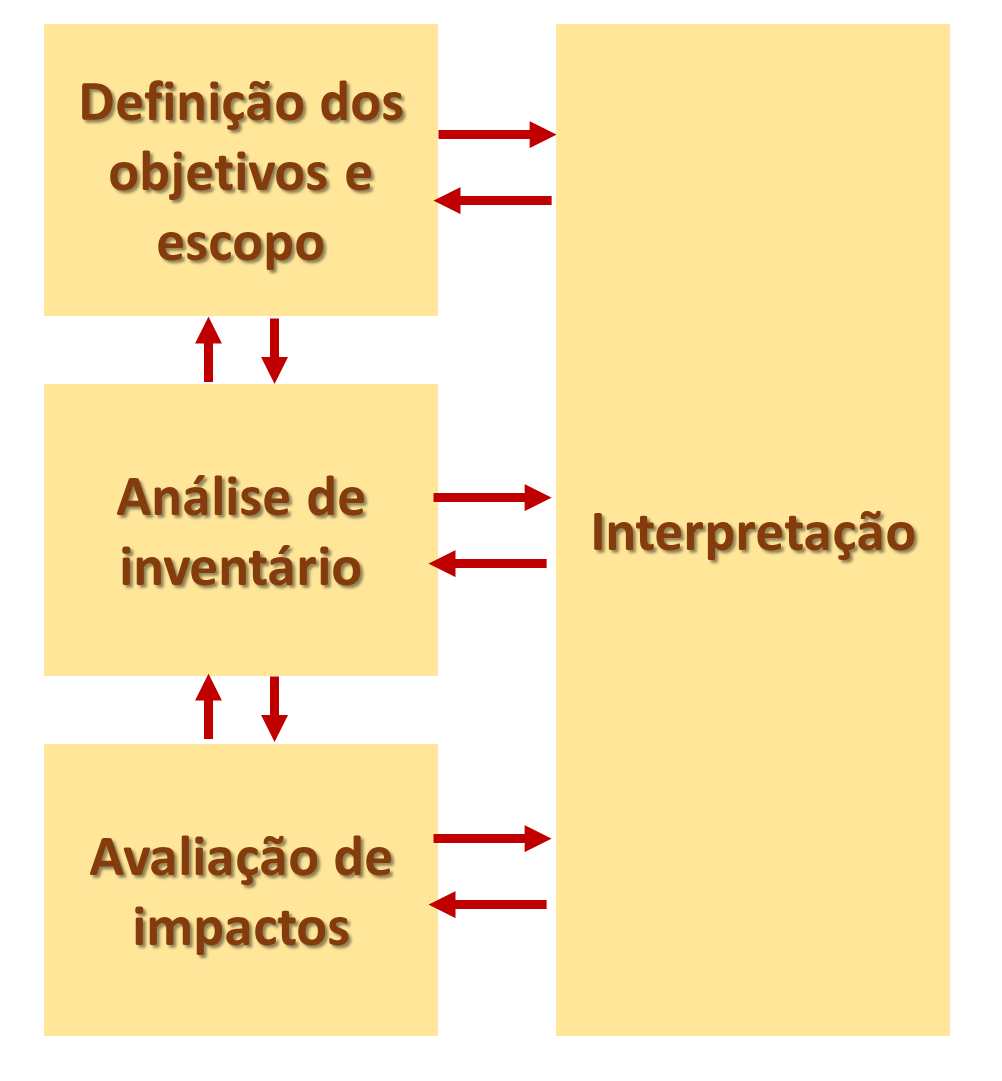 Definição dos
objetivos e
escopo
Análise de
inventário
Avaliação de
impactos
Interpretação